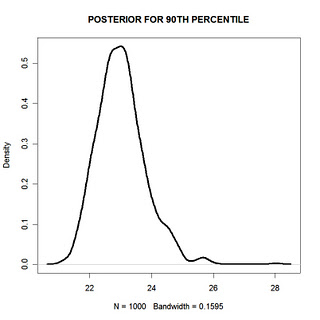 POSTERIOR FOR 90TH PERCENTILE
0.5
0.4
0.3
0.2
0.1
0.0
Density
22 24 26 28
N = 1000 Bandwidth = 0.1595